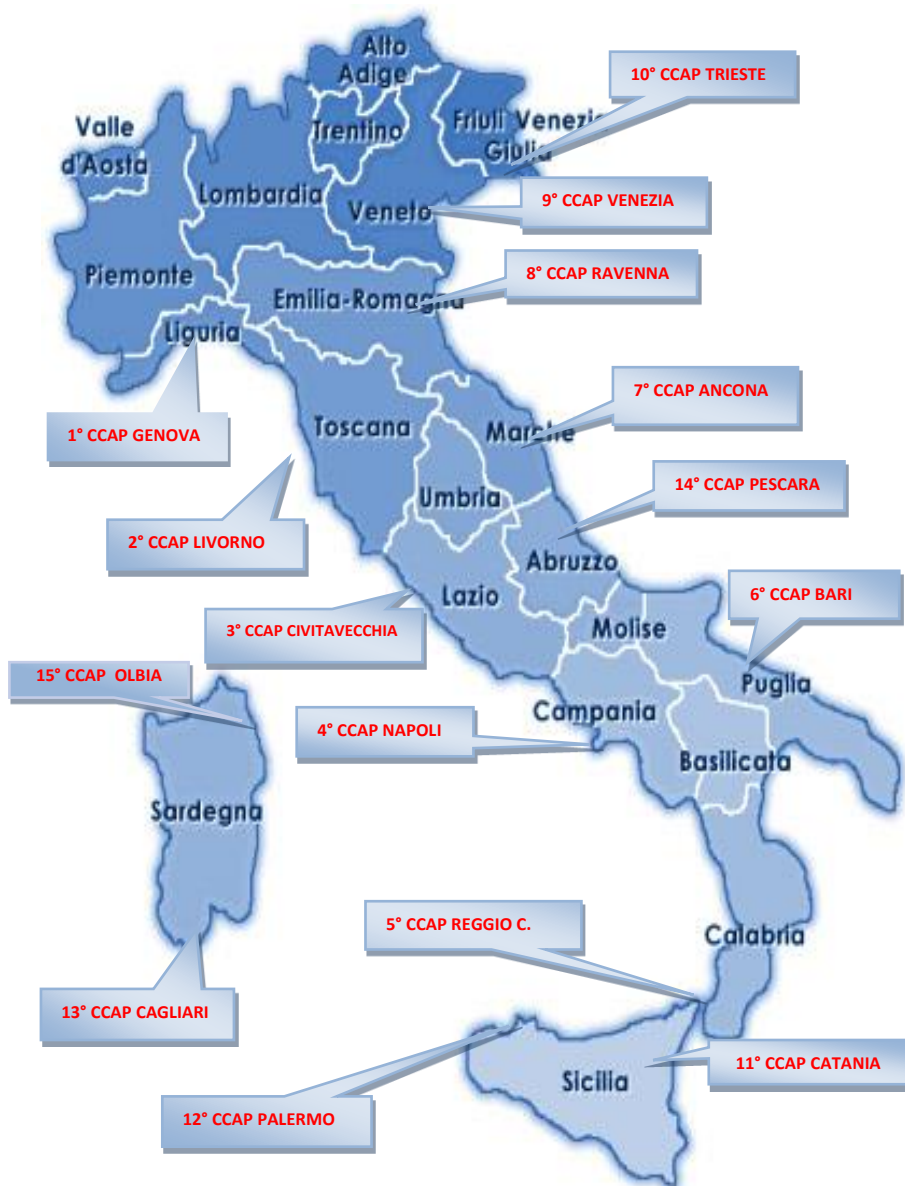 Alto
Adige
10° CCAP TRIESTE
Valle
d'Aosta
Trentino
Friuli Venezia
Giulia
Lombardia
Veneto
9° CCAP VENEZIA
Piemonte
8° CCAP RAVENNA
Emilia-Romagna
Liguria
7° CCAP ANCONA
1° CCAP GENOVA
Toscana
Marche
14° CCAP PESCARA
Umbria
2° CCAP LIVORNO
Abruzzo
Lazio
6° CCAP BARI
3° CCAP CIVITAVECCHIA
Molise
15° CCAP OLBIA
Puglia
Campania
4° CCAP NAPOLI
Basilicata
Sardegna
5° CCAP REGGIO C.
Calabria
13° CCAP CAGLIARI
11° CCAP CATANIA
Sicilia
12° CCAP PALERMO